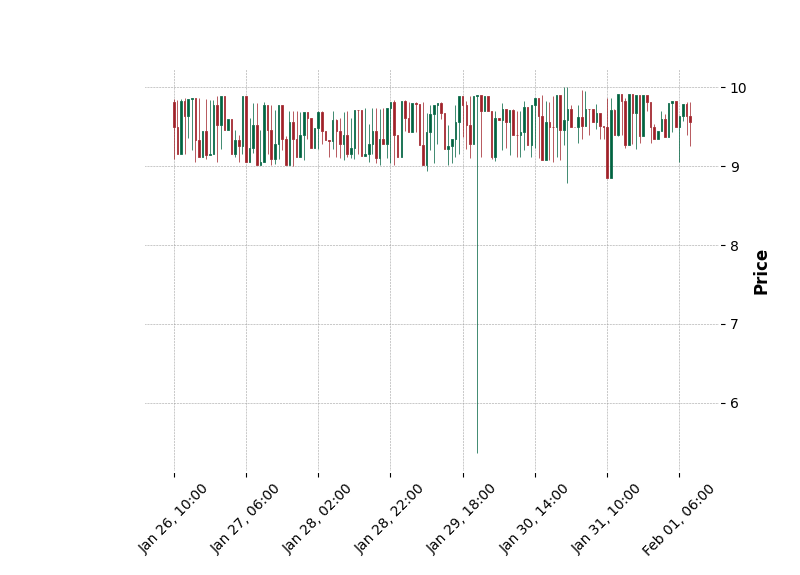 10
9
8
7
6
Price
Jan 26, 10:00
Jan 27, 06:00
Jan 28, 02:00
Jan 28, 22:00
Jan 29, 18:00
Jan 30, 14:00
Jan 31, 10:00
Feb 01, 06:00